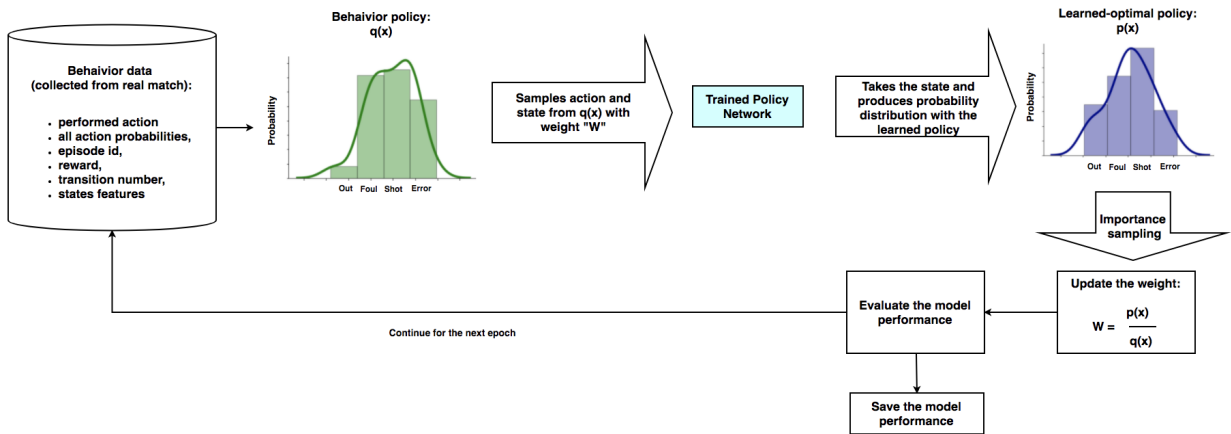 Behaivior data
(collected from real match):
• performed action
• all action probabilities,
• episode id,
• reward,
• transition number,
• states features
Behaivior policy:
q(x)
Probability
Out Foul Shot Error
Samples action and
state from q(x) with
weight "W"
Trained Policy
Network
Takes the state and
produces probability
distribution with the
learned policy
Learned-optimal policy:
p(x)
Probability
Out Foul Shot Error
Importance
sampling
Update the weight:
W = p(x)
q(x)
Evaluate the model
performance
Continue for the next epoch
Save the model
performance